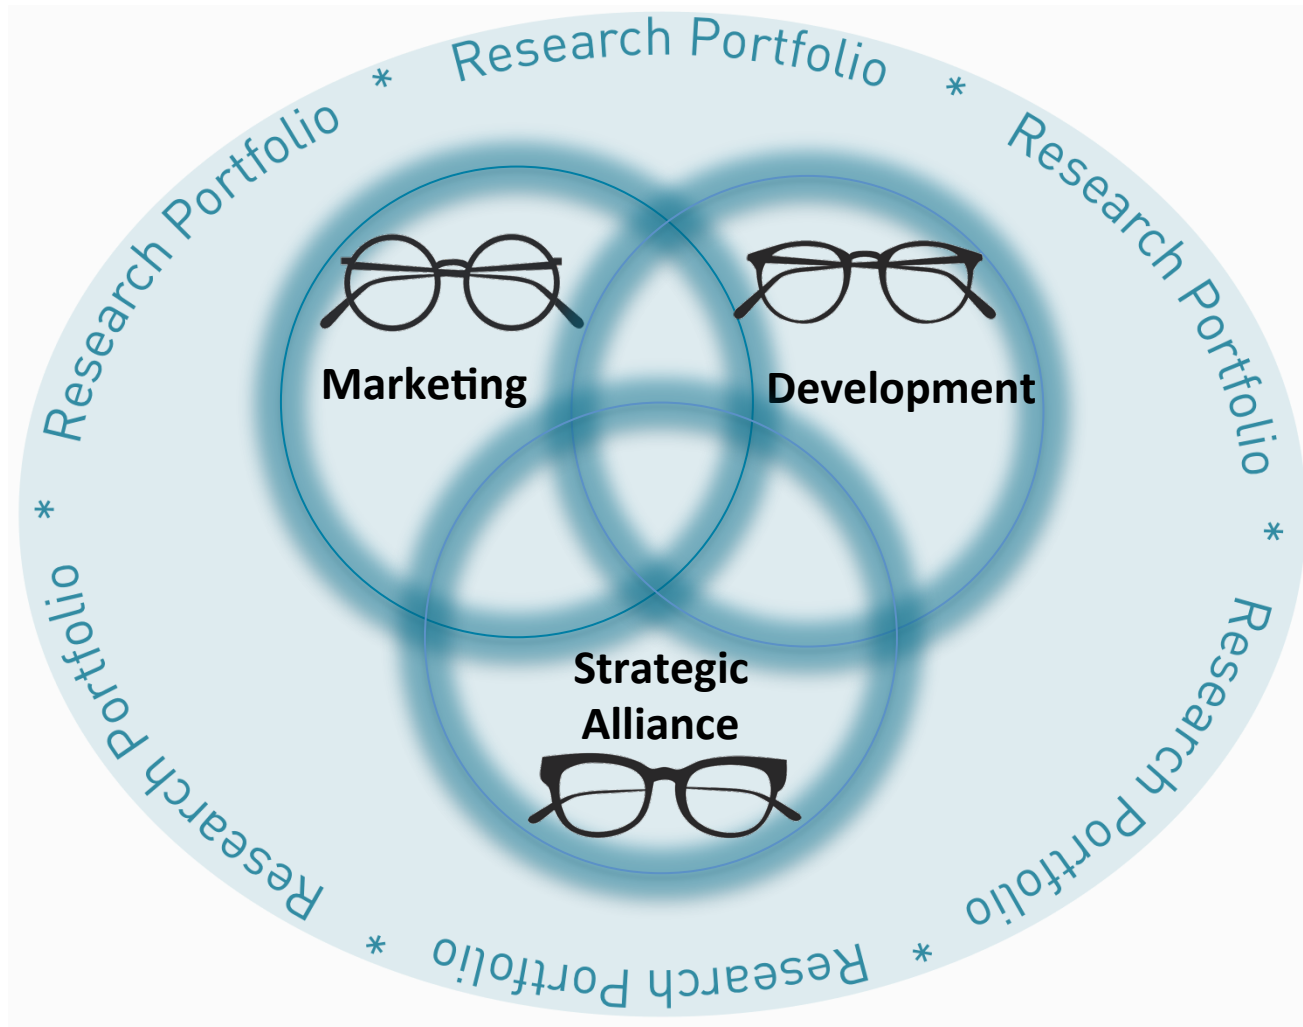 Research Portfolio * Research Portfolio * Research Portfolio * Research Portfolio * Research Portfolio * Research Portfolio *
Marketing
Development
Strategic
Alliance